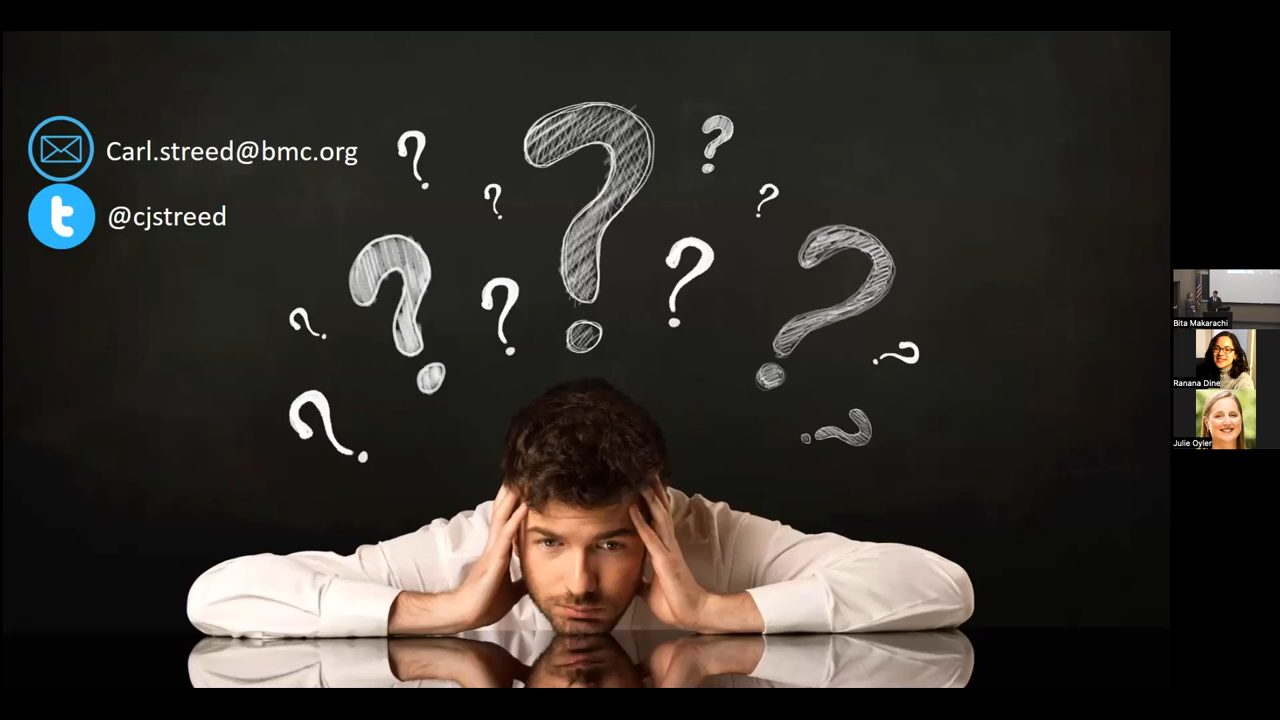 Carl.streed@bmc.org
@cjstreed
Bita Makarachi
Ranana Dine
Julie Oyler